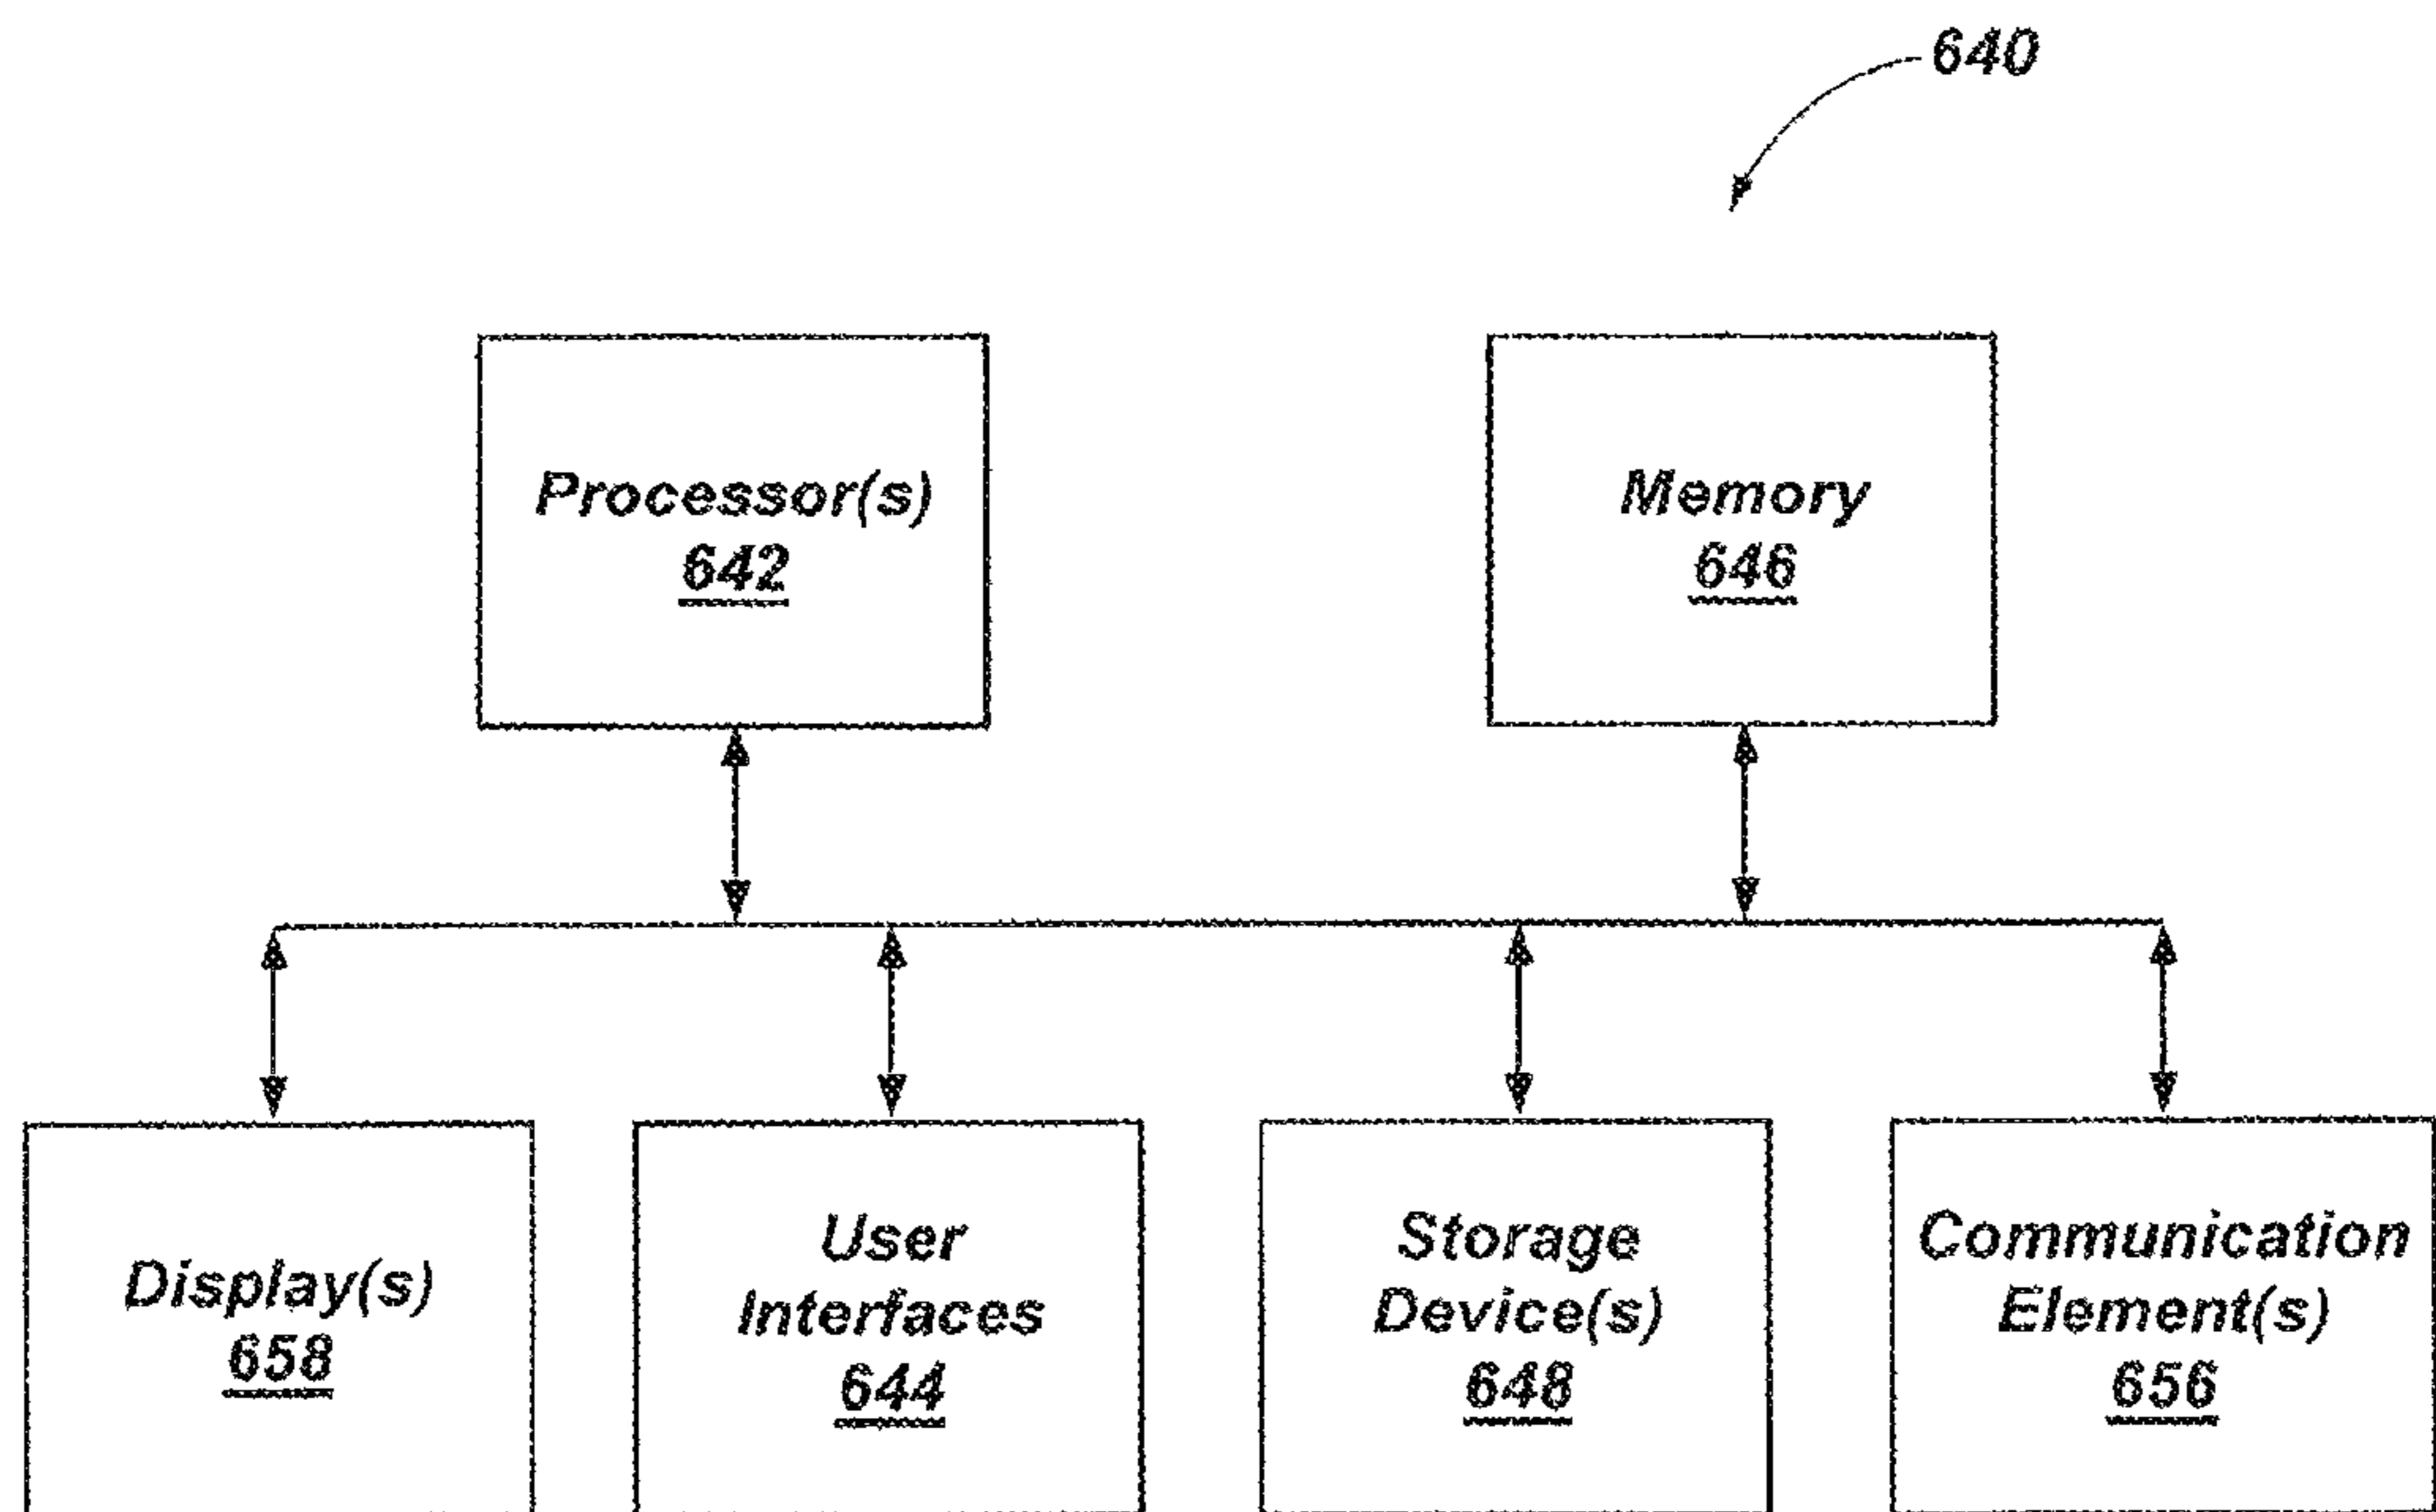 640
Processor(s)
642
Memory
646
Display(s)
658
User
Interfaces
644
Storage
Device(s)
648
Communication
Element(s)
656